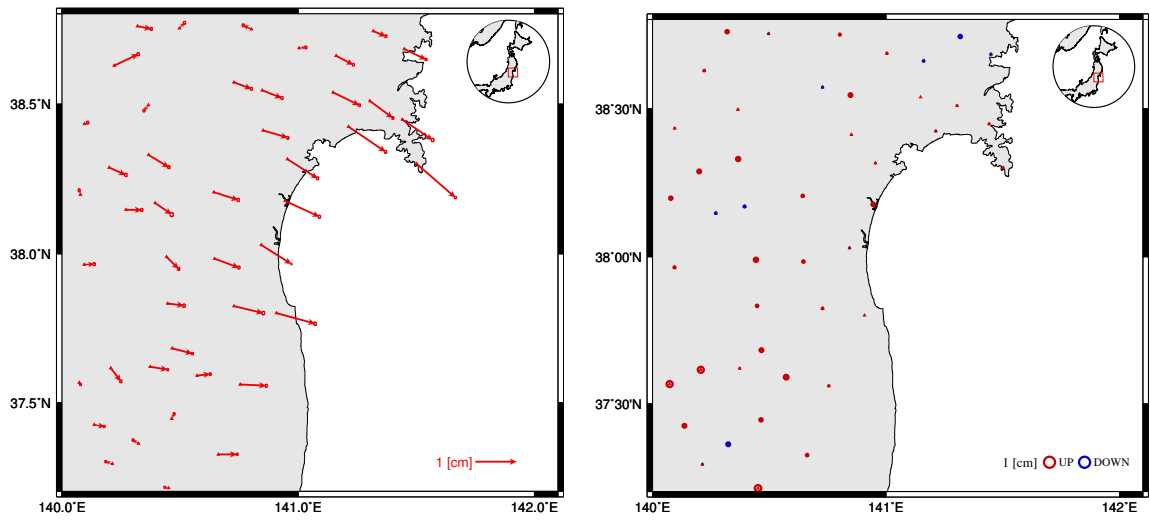 38.5˚N
38.0˚N
37.5˚N
140.0˚E
141.0˚E
142.0˚E
1 [cm]
38˚30'N
38˚00'N
37˚30'N
140˚E
141˚E
142˚E
1 [cm] UP DOWN